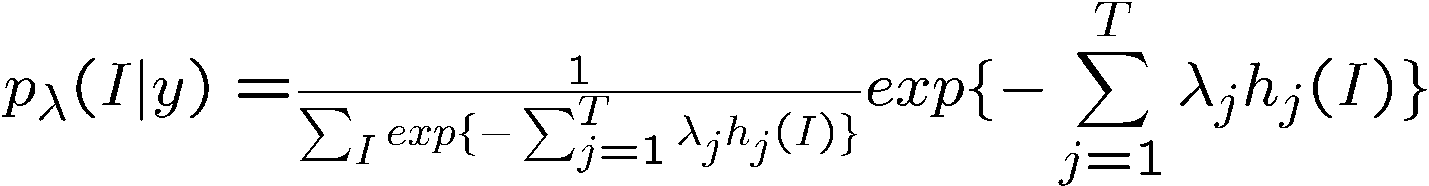 p_λ(I|y) = \frac{1}{\sum_I exp\{-\sum_{j=1}^{T} λ_j h_j(I)\}} exp\{-\sum_{j=1}^{T} λ_j h_j(I)\}